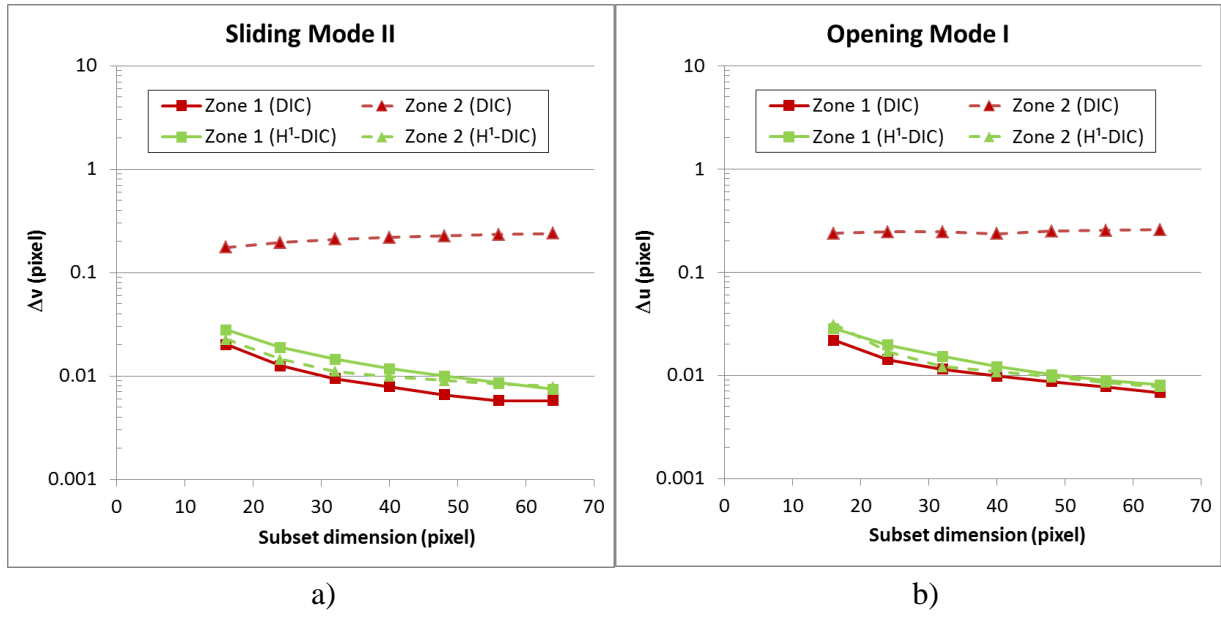 Sliding Mode II
10
Zone 1 (DIC) Zone 2 (DIC)
Zone 1 (H¹-DIC) Zone 2 (H¹-DIC)
1
0.1
0.01
0.001
Δv (pixel)
0 10 20 30 40 50 60 70
Subset dimension (pixel)
a)
Opening Mode I
10
Zone 1 (DIC) Zone 2 (DIC)
Zone 1 (H¹-DIC) Zone 2 (H¹-DIC)
1
0.1
0.01
0.001
Δu (pixel)
0 10 20 30 40 50 60 70
Subset dimension (pixel)
b)